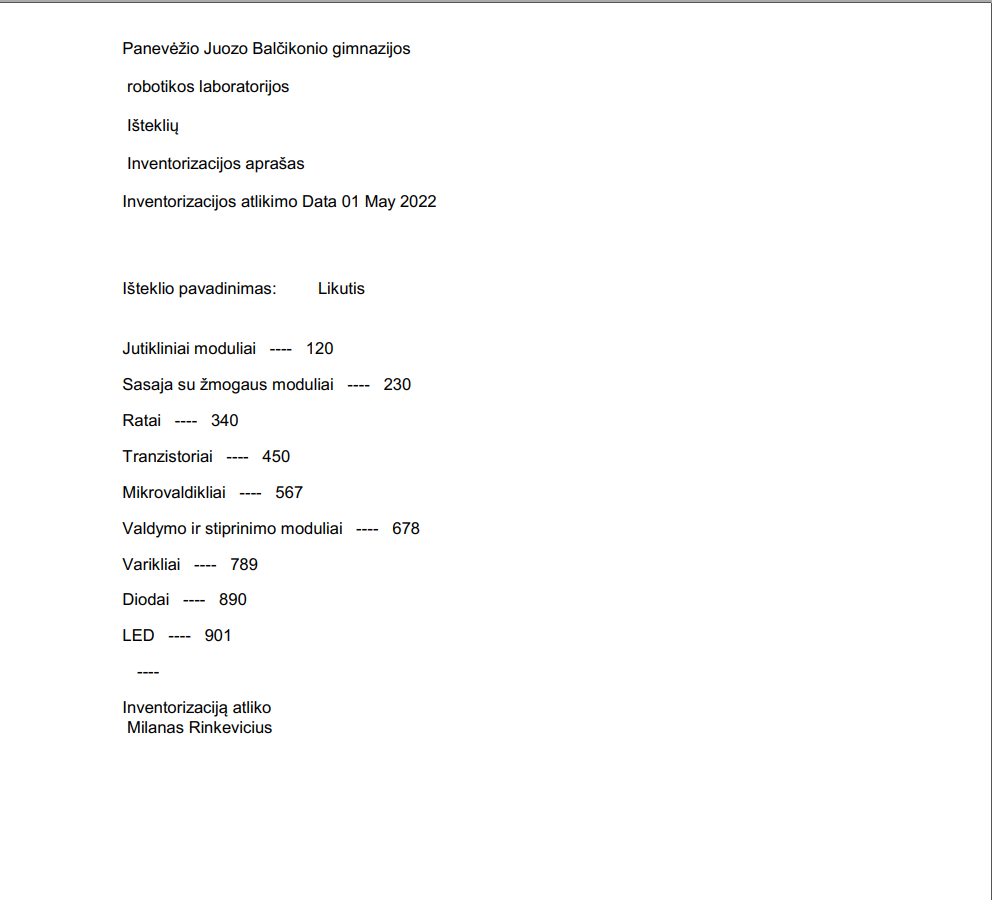 Panevėžio Juozo Balčikonio gimnazijos
robotikos laboratorijos
Išteklių
Inventorizacijos aprašas
Inventorizacijos atlikimo Data 01 May 2022
Ištekliο pavadinimas: Likutis
Jutikliniai moduliai ---- 120
Sasaja su žmogaus moduliai ---- 230
Ratai ---- 340
Tranzistoriai ---- 450
Mikrovaldikliai ---- 567
Valdymo ir stiprinimo moduliai ---- 678
Varikliai ---- 789
Diodai ---- 890
LED ---- 901
----
Inventorizaciją atliko
Milanas Rinkevicius